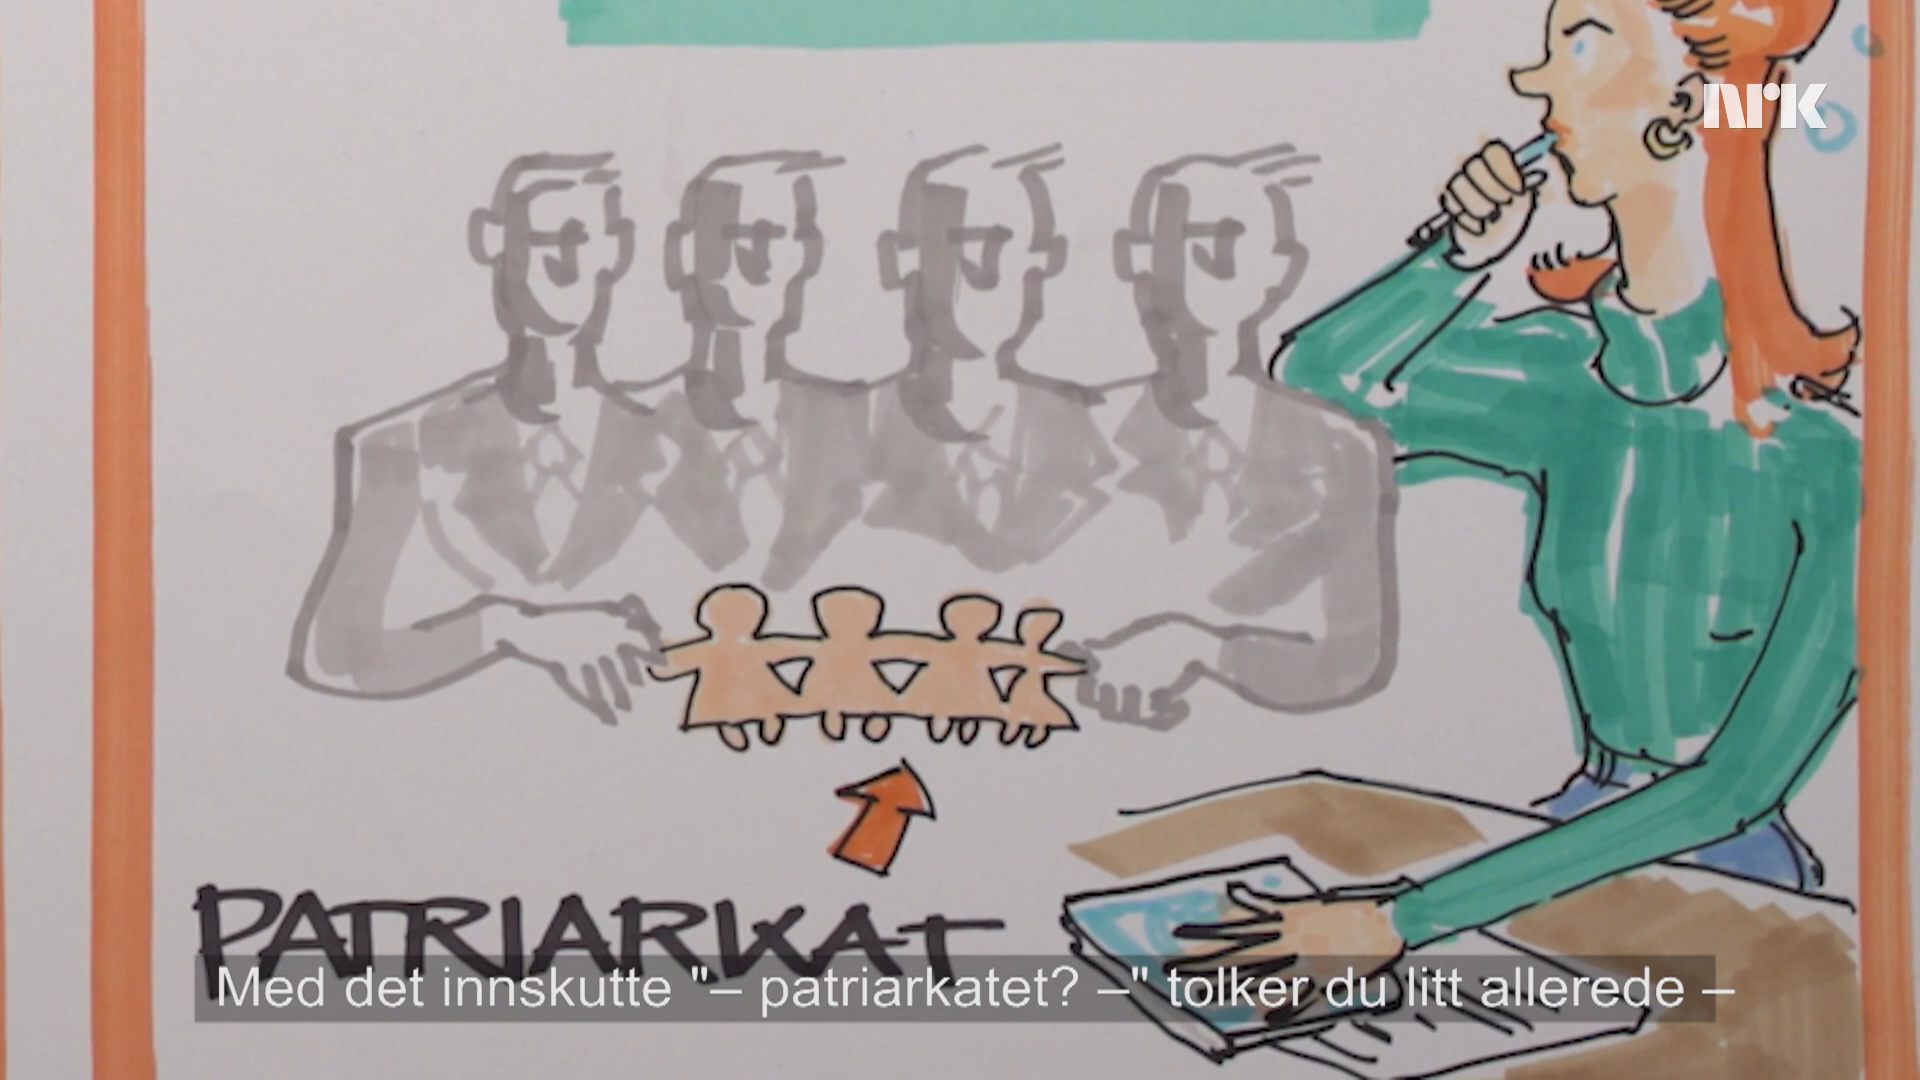 nrk
PATRIARKAT
Med det innskutte "– patriarkatet? –" tolker du litt allerede –